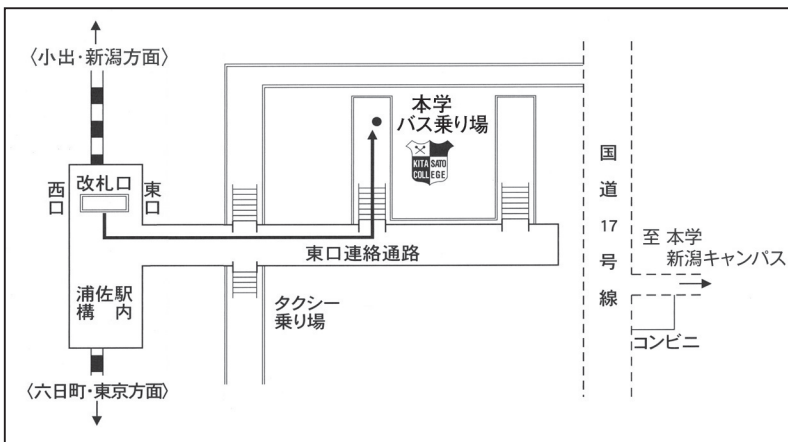 〈小出・新潟方面〉
本学
バス乗り場
KITA SATO
COLL EGE
改札口
西口
東口
国道17号線
至 本学
新潟キャンパス
東口連絡通路
浦佐駅
構内
タクシー
乗り場
コンビニ
〈六日町・東京方面〉